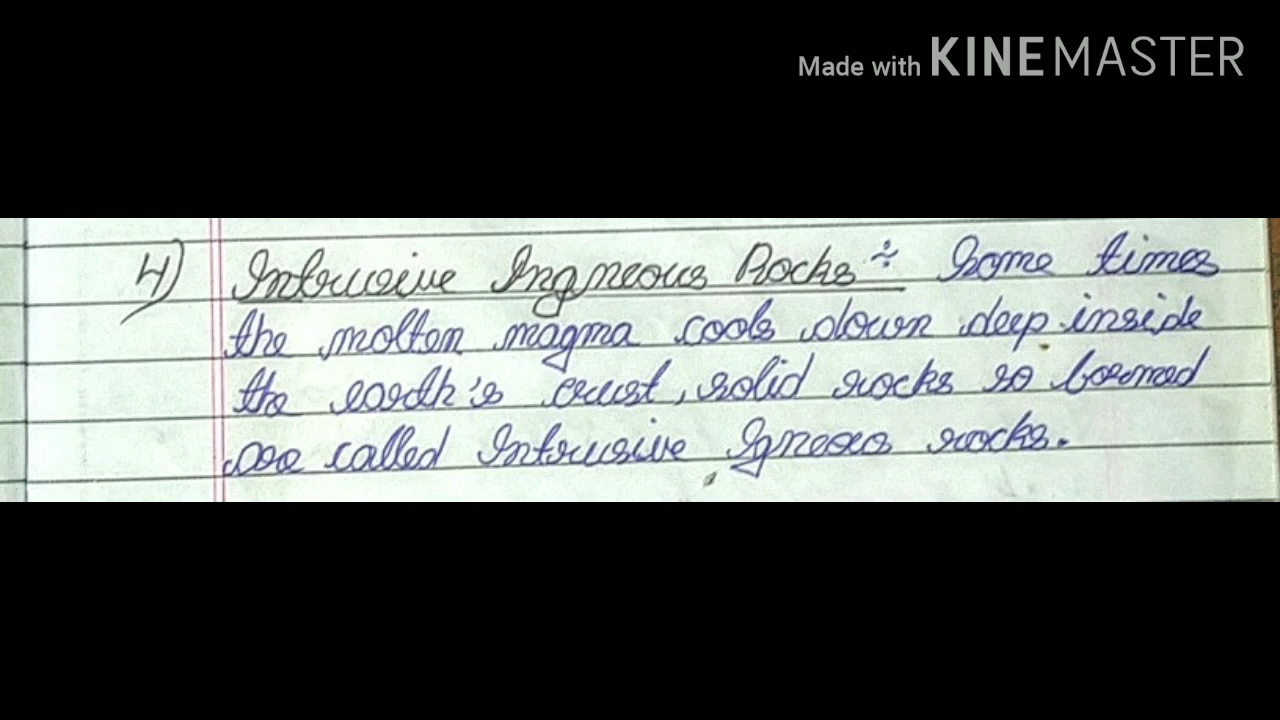 Made with KINEMASTER
4) Intrusive Ingneous Rocks ÷ Some times
the molten magma cools down deep inside
the earth's crust, solid rocks so formed
are called Intrusive Igneous rocks.